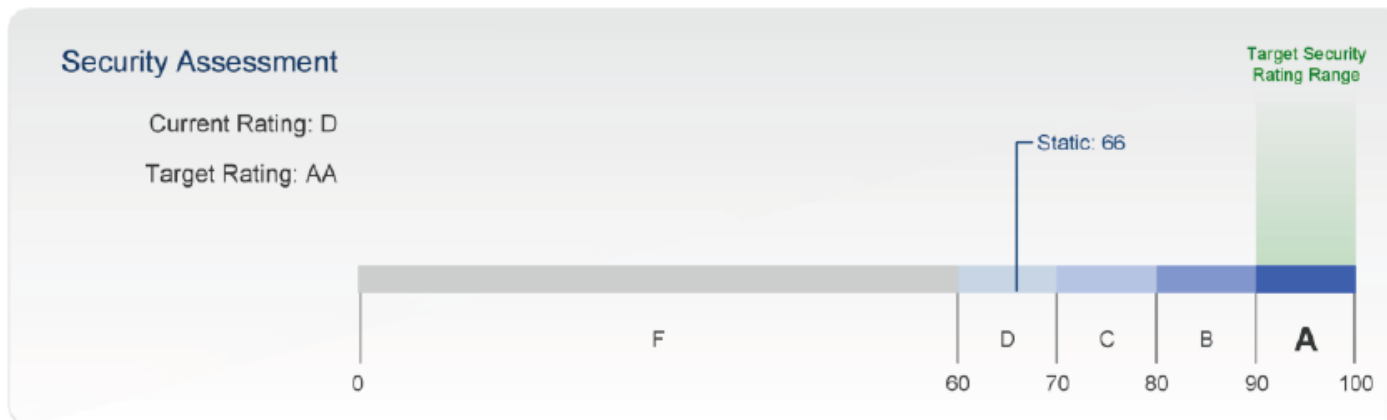 Security Assessment
Current Rating: D
Target Rating: AA
Target Security
Rating Range
Static: 66
F D C B A
0 60 70 80 90 100